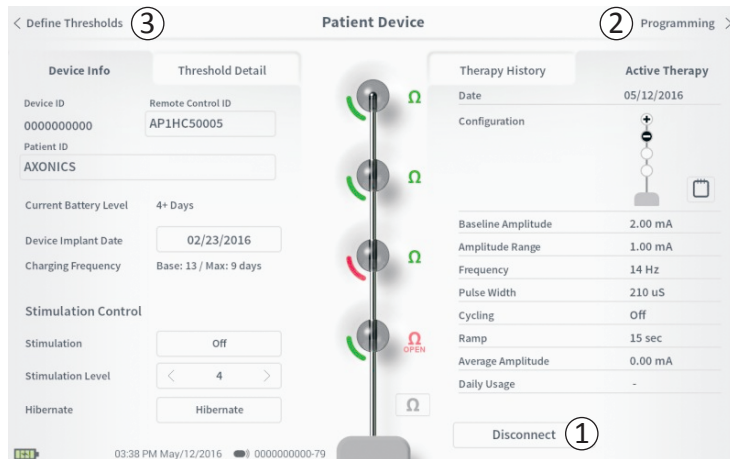 < Define Thresholds ③
Patient Device
② Programming >
Device Info
Threshold Detail
Device ID
Remote Control ID
0000000000
AP1HC50005
Patient ID
AXONICS
Current Battery Level 4+ Days
Device Implant Date 02/23/2016
Charging Frequency Base: 13 / Max: 9 days
Stimulation Control
Stimulation Off
Stimulation Level < 4 >
Hibernate Hibernate
03:38 PM May/12/2016 0000000000-79
Ω
Ω
Ω
Ω
OPEN
Ω
Therapy History
Active Therapy
Date 05/12/2016
Configuration
Baseline Amplitude 2.00 mA
Amplitude Range 1.00 mA
Frequency 14 Hz
Pulse Width 210 uS
Cycling Off
Ramp 15 sec
Average Amplitude 0.00 mA
Daily Usage -
Disconnect ①